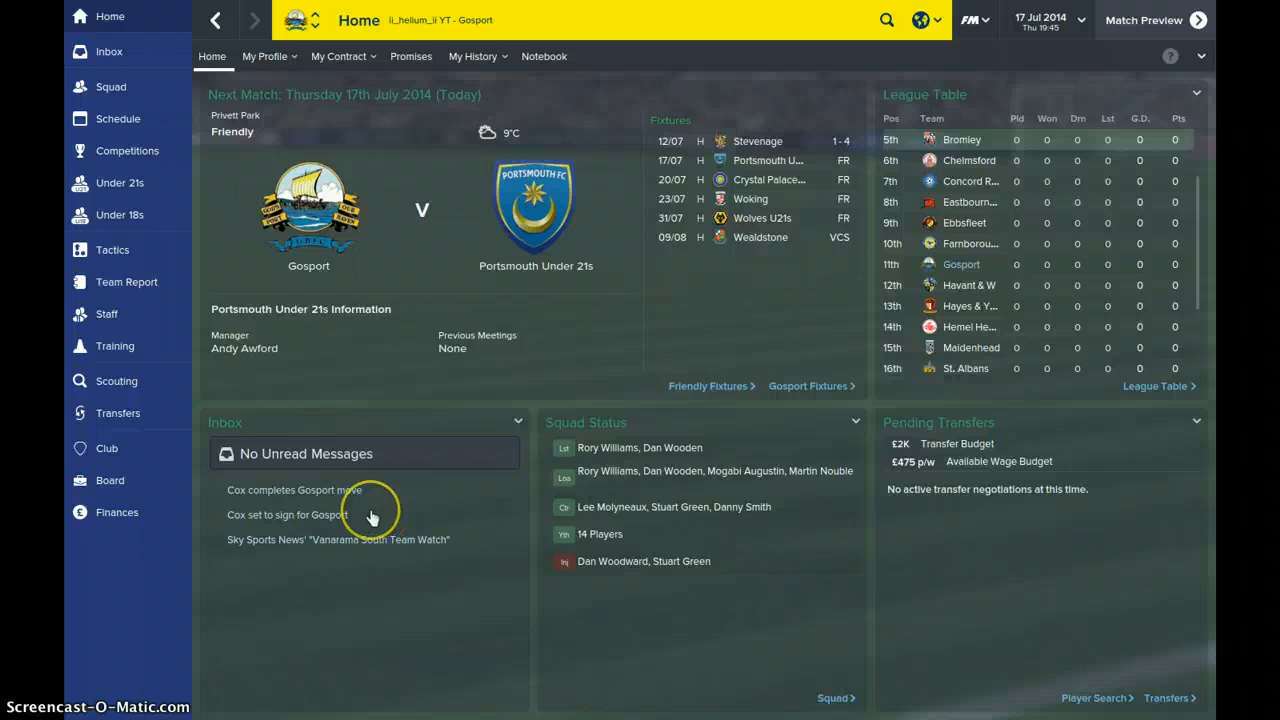 Home
Inbox
Squad
Schedule
Competitions
Under 21s
Under 18s
Tactics
Team Report
Staff
Training
Scouting
Transfers
Club
Board
Finances
Home ii_helium_ii YT - Gosport
FM
17 Jul 2014
Thu 19:45
Match Preview
Home My Profile My Contract Promises My History Notebook
Next Match: Thursday 17th July 2014 (Today)
Privett Park
Friendly
9°C
V
PORTSMOUTH FC
Gosport
Portsmouth Under 21s
Portsmouth Under 21s Information
Manager
Andy Awford
Previous Meetings
None
Fixtures
12/07 H Stevenage 1 - 4
17/07 H Portsmouth U... FR
20/07 H Crystal Palace... FR
23/07 H Woking FR
31/07 H Wolves U21s FR
09/08 H Wealdstone VCS
Friendly Fixtures > Gosport Fixtures >
League Table
Pos Team Pld Won Drn Lst G.D. Pts
5th Bromley 0 0 0 0 0 0
6th Chelmsford 0 0 0 0 0 0
7th Concord R... 0 0 0 0 0 0
8th Eastbourn... 0 0 0 0 0 0
9th Ebbsfleet 0 0 0 0 0 0
10th Farnborou... 0 0 0 0 0 0
11th Gosport 0 0 0 0 0 0
12th Havant & W 0 0 0 0 0 0
13th Hayes & Y... 0 0 0 0 0 0
14th Hemel He... 0 0 0 0 0 0
15th Maidenhead 0 0 0 0 0 0
16th St. Albans 0 0 0 0 0 0
League Table >
Inbox
No Unread Messages
Cox completes Gosport move
Cox set to sign for Gosport
Sky Sports News' "Vanarama South Team Watch"
Squad Status
Lst Rory Williams, Dan Wooden
Loa Rory Williams, Dan Wooden, Mogabi Augustin, Martin Nouble
Ctr Lee Molyneaux, Stuart Green, Danny Smith
Yth 14 Players
Inj Dan Woodward, Stuart Green
Squad >
Pending Transfers
£2K Transfer Budget
£475 p/w Available Wage Budget
No active transfer negotiations at this time.
Player Search > Transfers >
Screencast-O-Matic.com